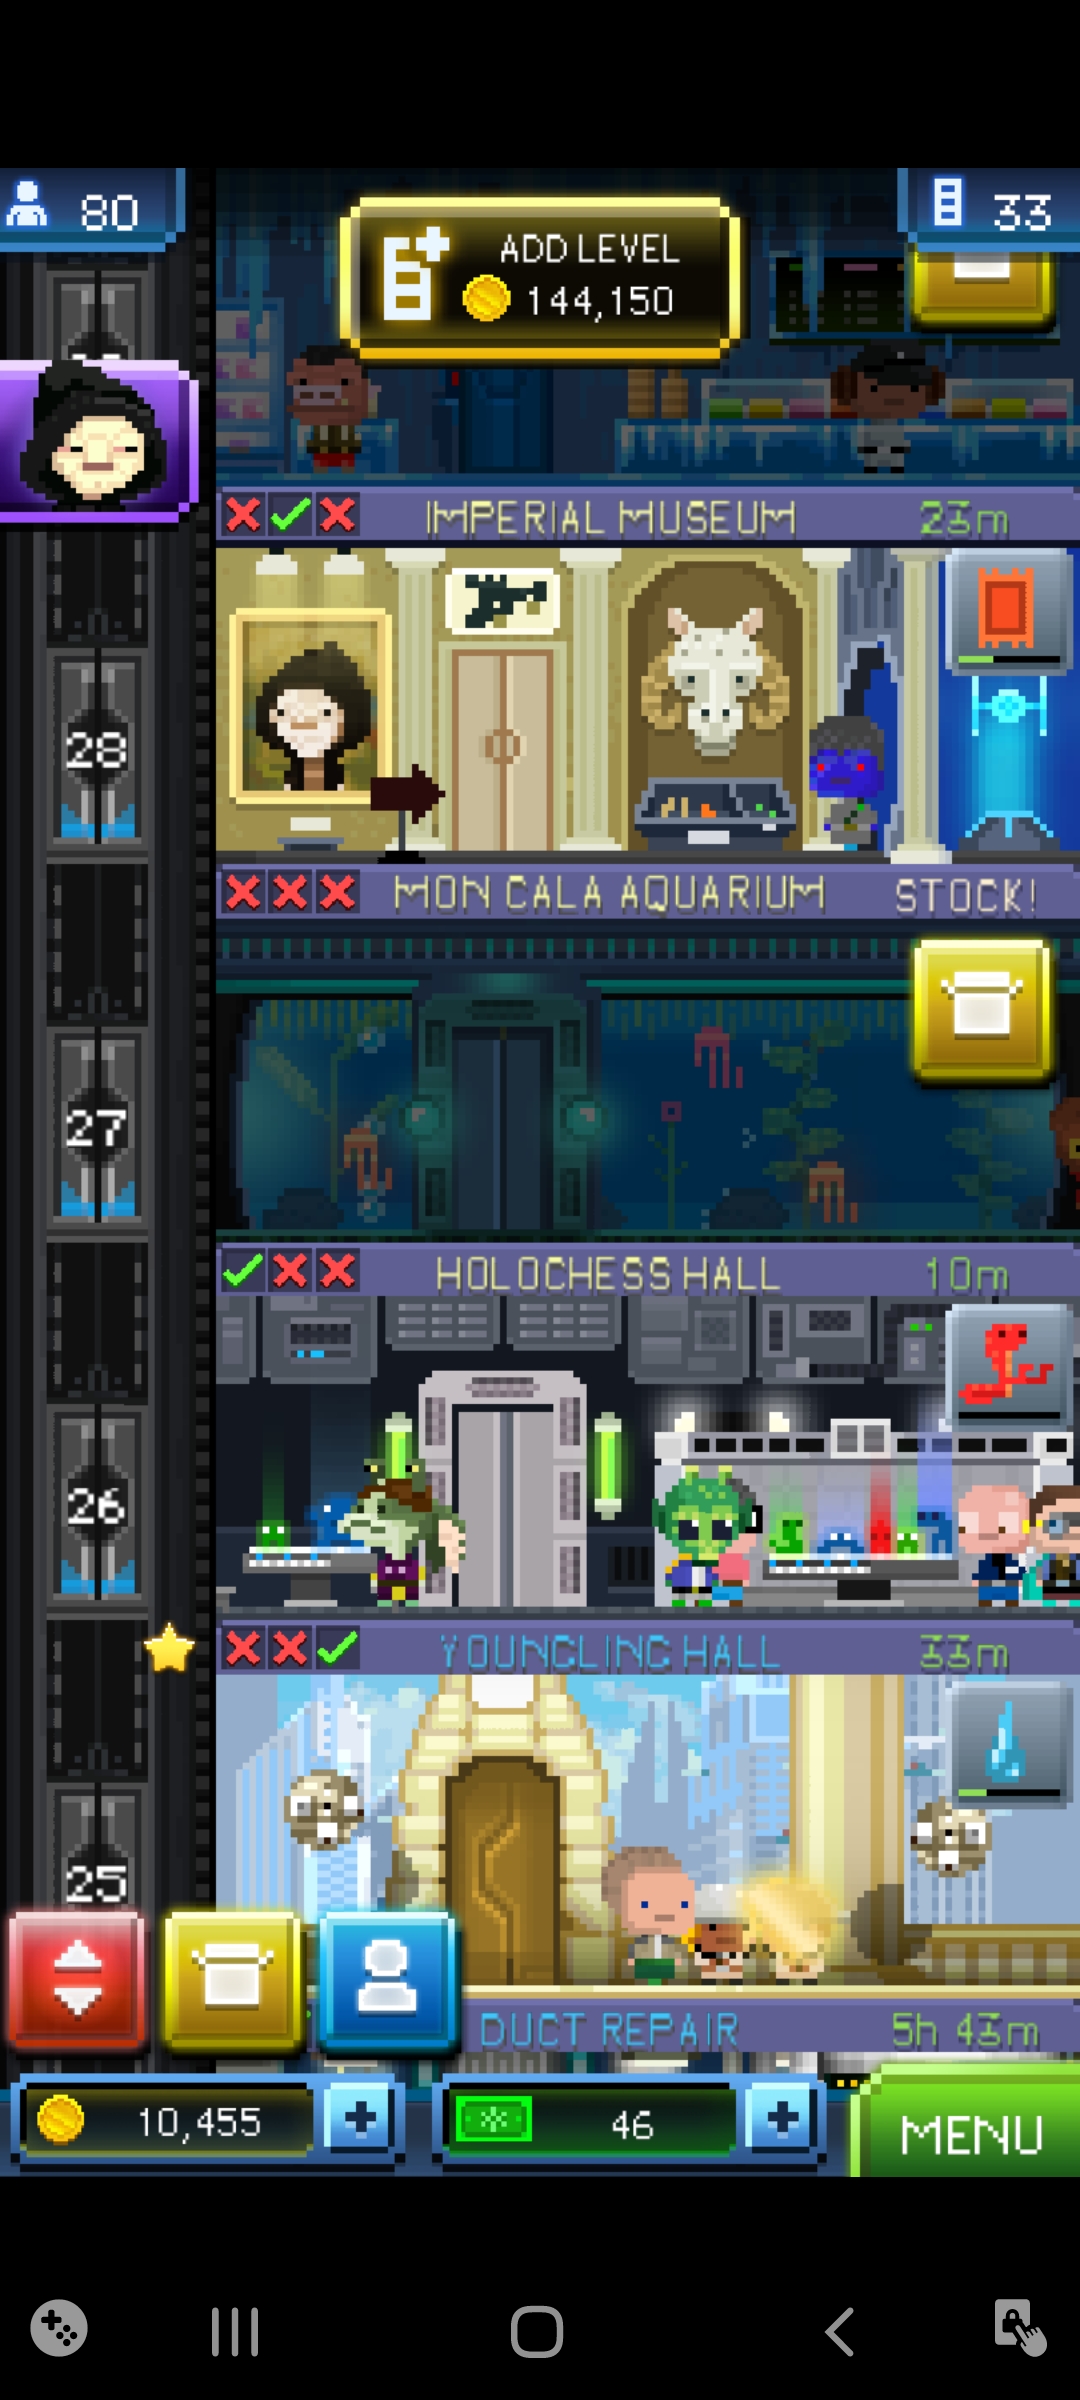 80
ADD LEVEL
144,150
33
IMPERIAL MUSEUM 23m
28
MON CALA AQUARIUM STOCK!
27
HOLOCHESS HALL 10m
26
YOUNGLING HALL 33m
25
DUCT REPAIR 5h 43m
10,455
46
MENU